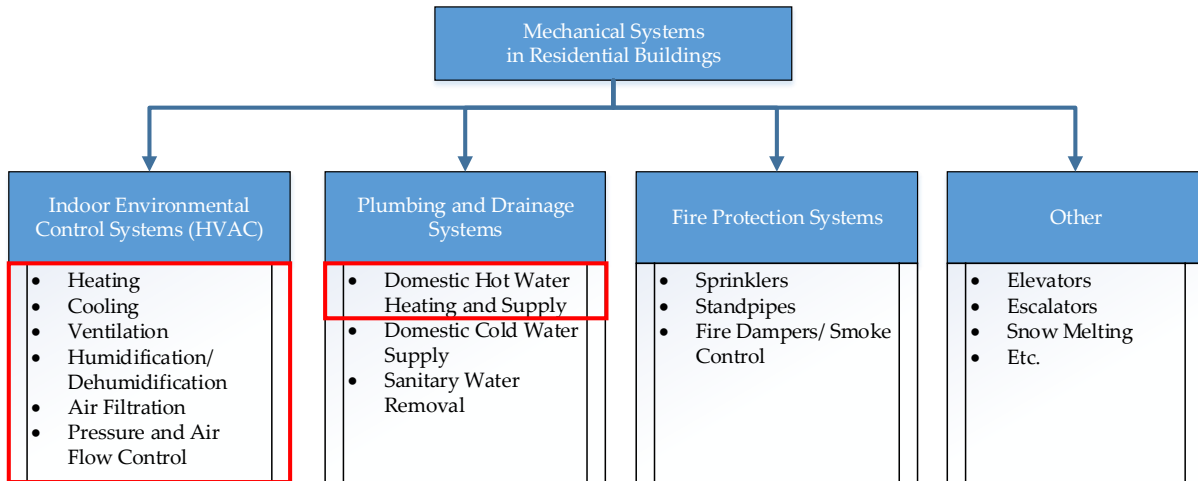 Mechanical Systems
in Residential Buildings
Indoor Environmental
Control Systems (HVAC)
• Heating
• Cooling
• Ventilation
• Humidification/
Dehumidification
• Air Filtration
• Pressure and Air
Flow Control
Plumbing and Drainage
Systems
• Domestic Hot Water
Heating and Supply
• Domestic Cold Water
Supply
• Sanitary Water
Removal
Fire Protection Systems
• Sprinklers
• Standpipes
• Fire Dampers/ Smoke
Control
Other
• Elevators
• Escalators
• Snow Melting
• Etc.